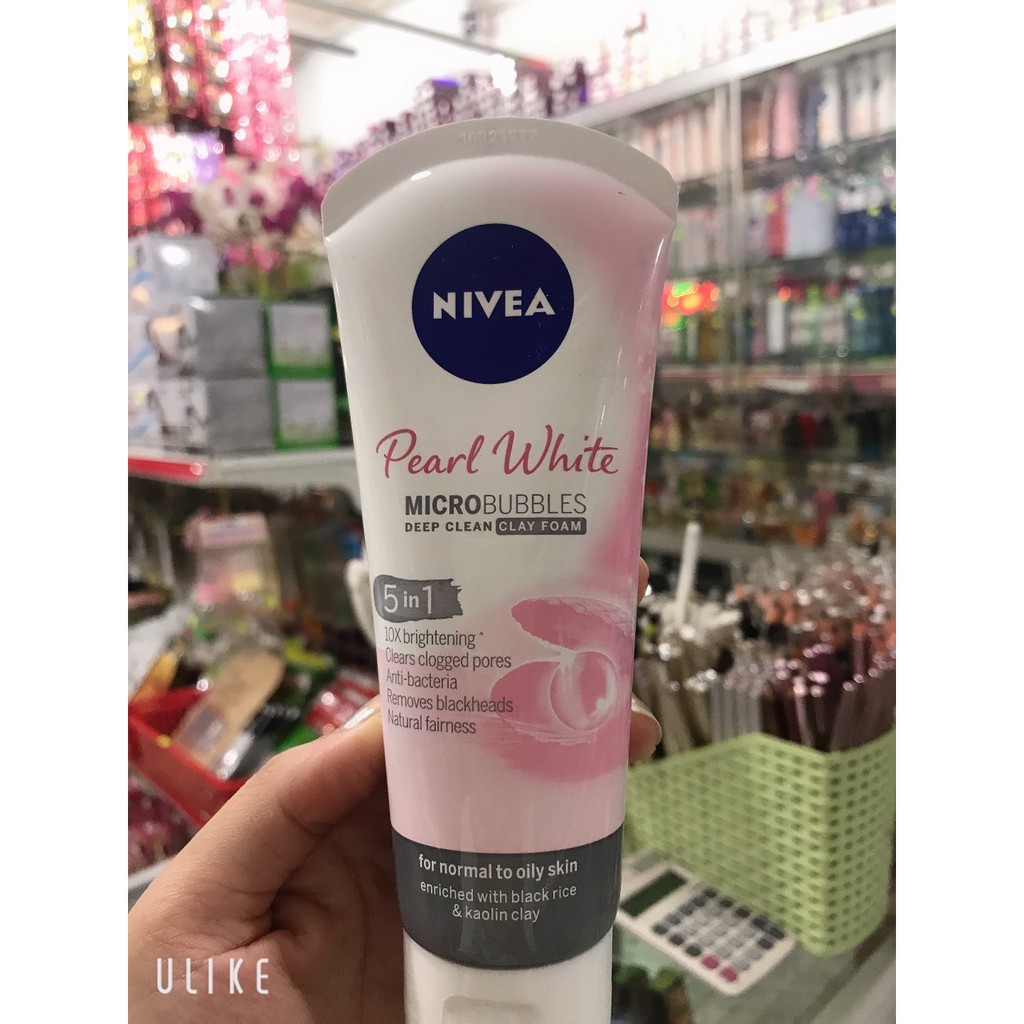 NIVEA
Pearl White
MICROBUBBLES
DEEP CLEAN CLAY FOAM
5 in 1
10X brightening^
Clears clogged pores
Anti-bacteria
Removes blackheads
Natural fairness
for normal to oily skin
enriched with black rice
& kaolin clay
ULIKE